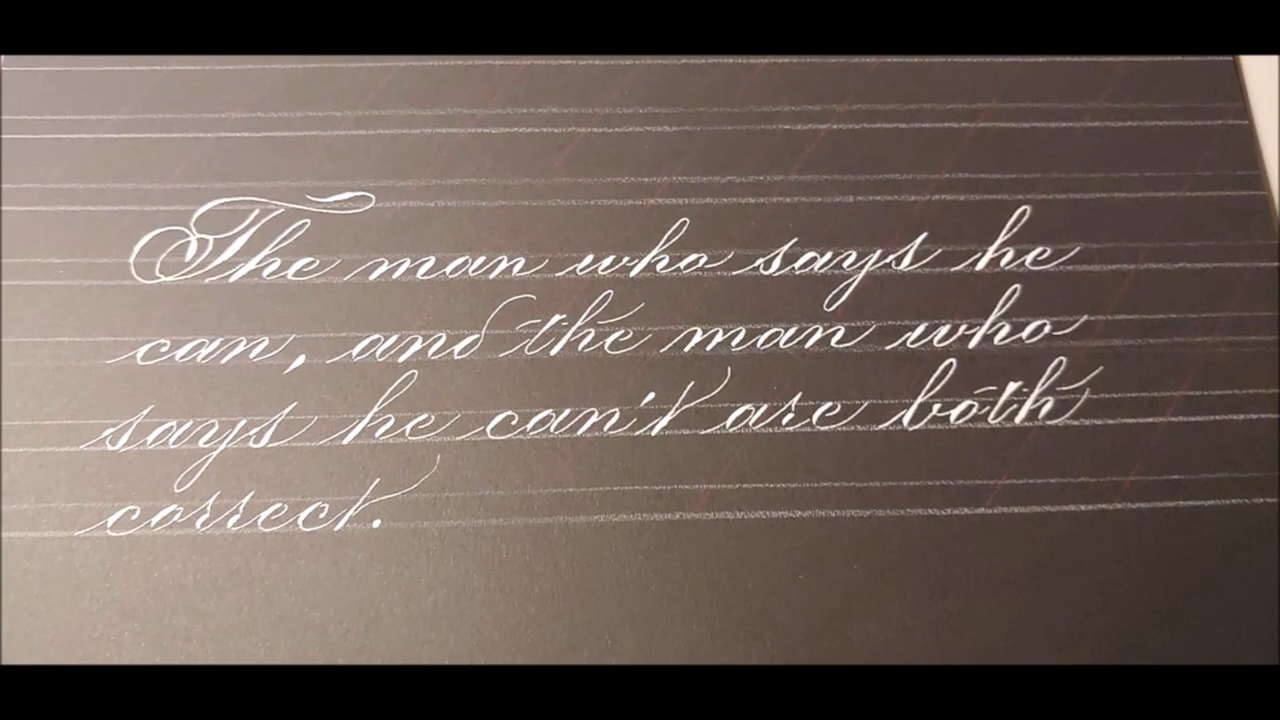 The man who says he
can, and the man who
says he can't are both
correct.